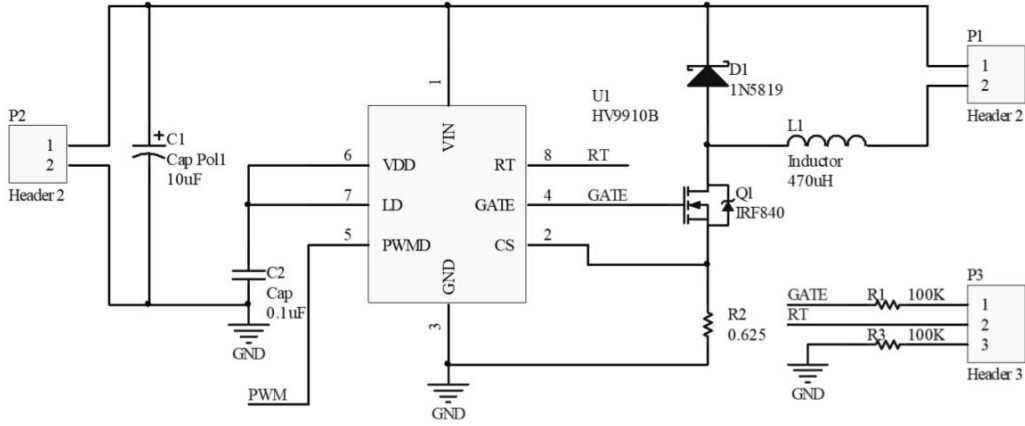 P2
1
2
Header 2
C1
Cap Pol1
10uF
C2
Cap
0.1uF
GND
PWM
6
7
5
1
3
VIN
VDD
LD
PWMD
GND
RT
GATE
CS
8
4
2
RT
GATE
U1
HV9910B
GND
D1
1N5819
L1
Inductor
470uH
Q1
IRF840
R2
0.625
P1
1
2
Header 2
GATE
R1
100K
RT
R3
100K
GND
P3
1
2
3
Header 3